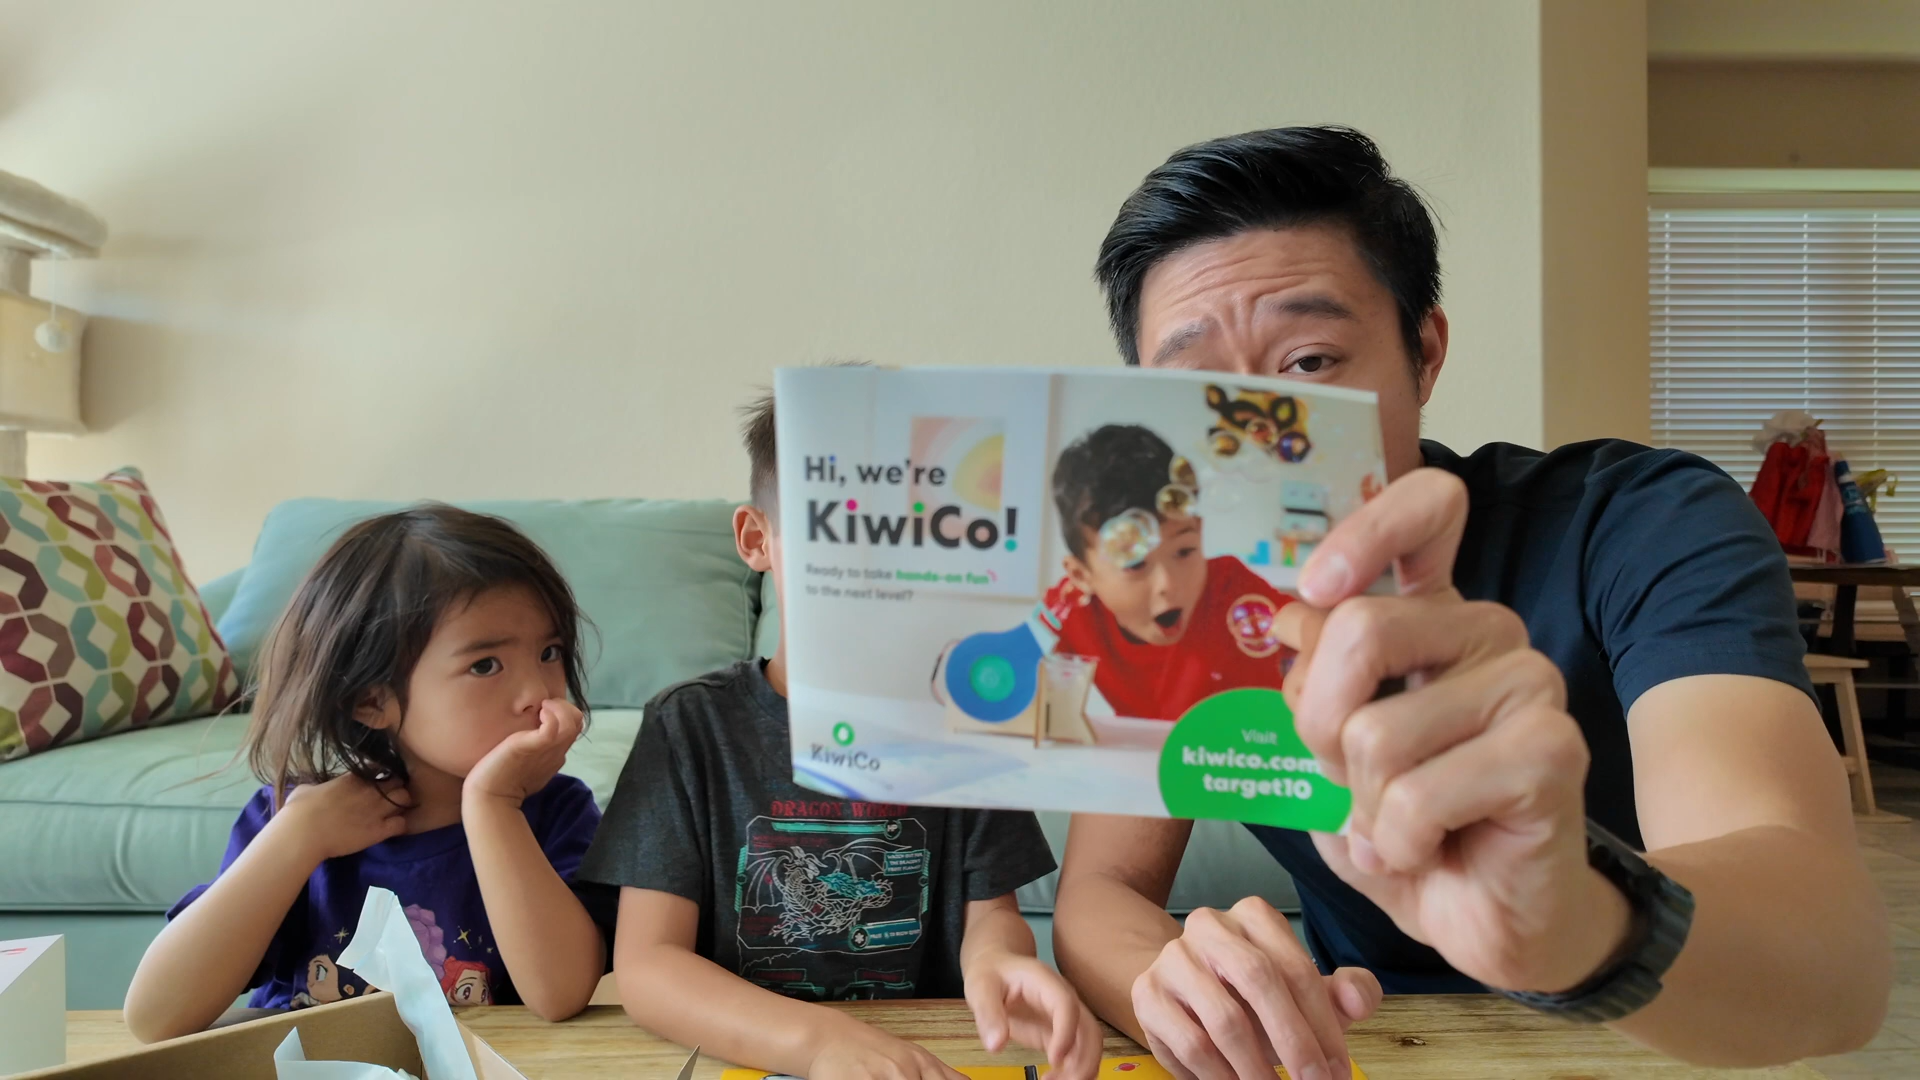 Hi, we're
KiwiCo!
Ready to take hands-on fun
to the next level?
KiwiCo
Visit
kiwico.com
target10
DRAGON WORLD
HP